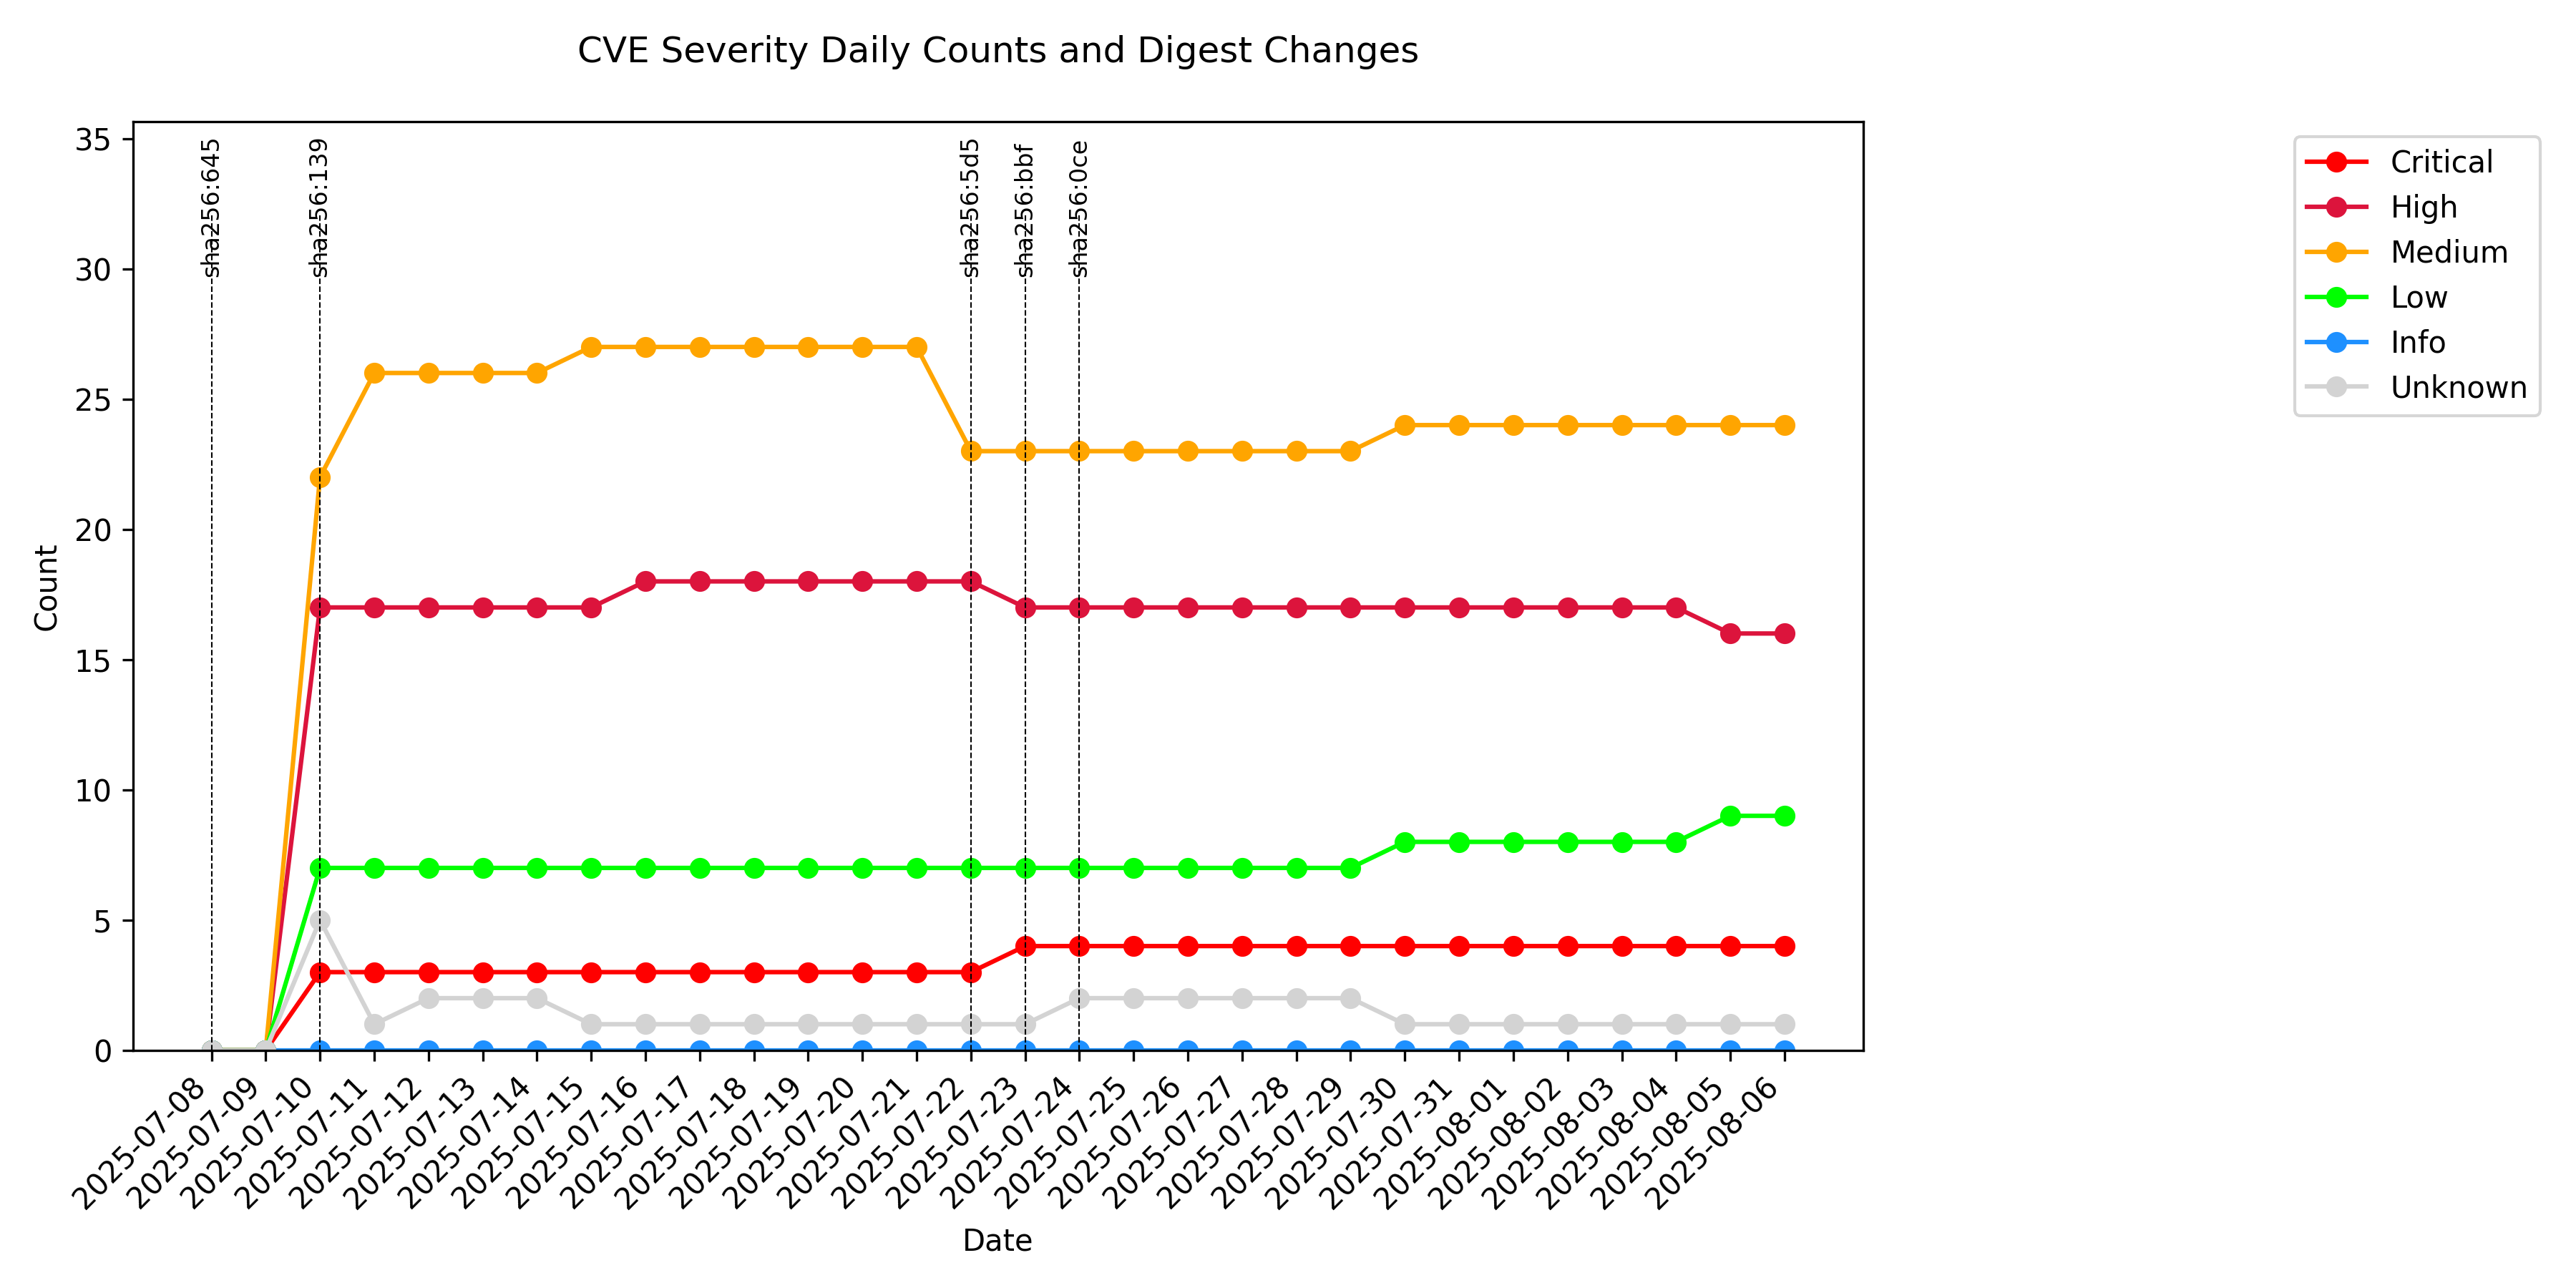 CVE Severity Daily Counts and Digest Changes
35
30
25
20
15
10
5
0
Count
sha256:645
sha256:139
sha256:5d5
sha256:bbf
sha256:0ce
2025-07-08
2025-07-09
2025-07-10
2025-07-11
2025-07-12
2025-07-13
2025-07-14
2025-07-15
2025-07-16
2025-07-17
2025-07-18
2025-07-19
2025-07-20
2025-07-21
2025-07-22
2025-07-23
2025-07-24
2025-07-25
2025-07-26
2025-07-27
2025-07-28
2025-07-29
2025-07-30
2025-07-31
2025-08-01
2025-08-02
2025-08-03
2025-08-04
2025-08-05
2025-08-06
Date
Critical
High
Medium
Low
Info
Unknown